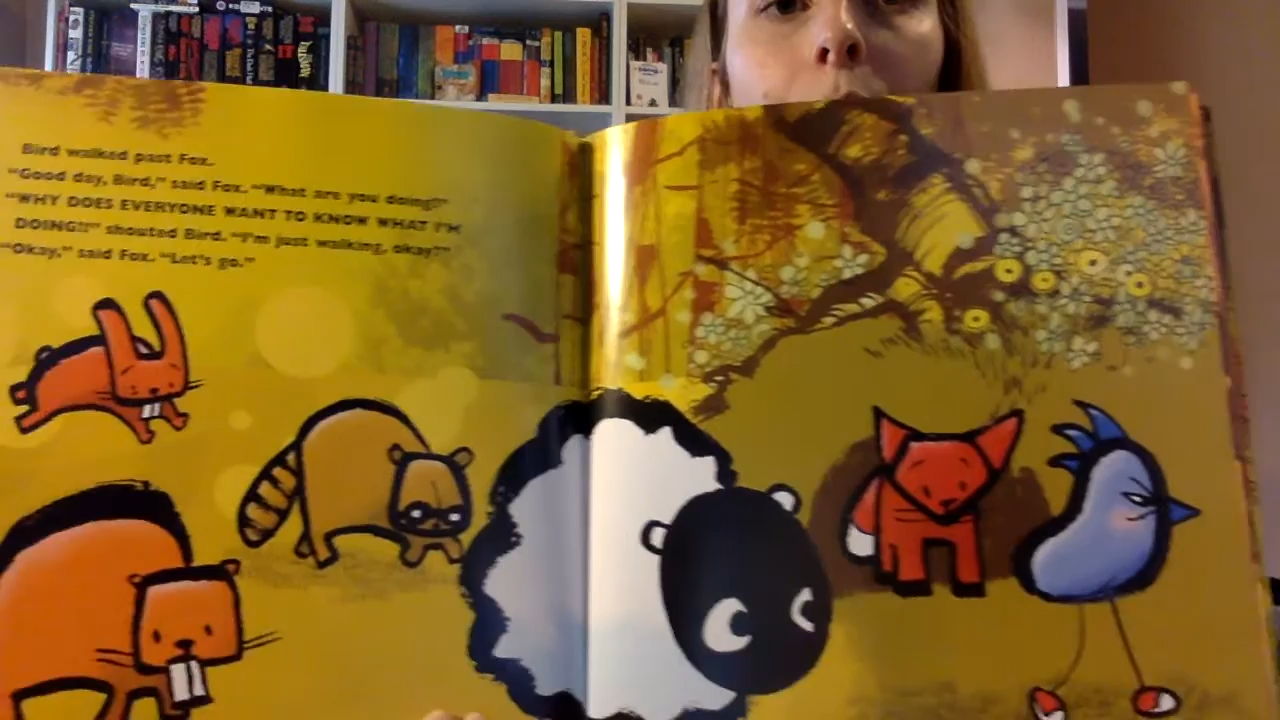 Bird walked past Fox.
"Good day, Bird," said Fox. "What are you doing?"
"WHY DOES EVERYONE WANT TO KNOW WHAT I'M
DOING?!" shouted Bird. "I'm just walking, okay?"
"Okay," said Fox. "Let's go."